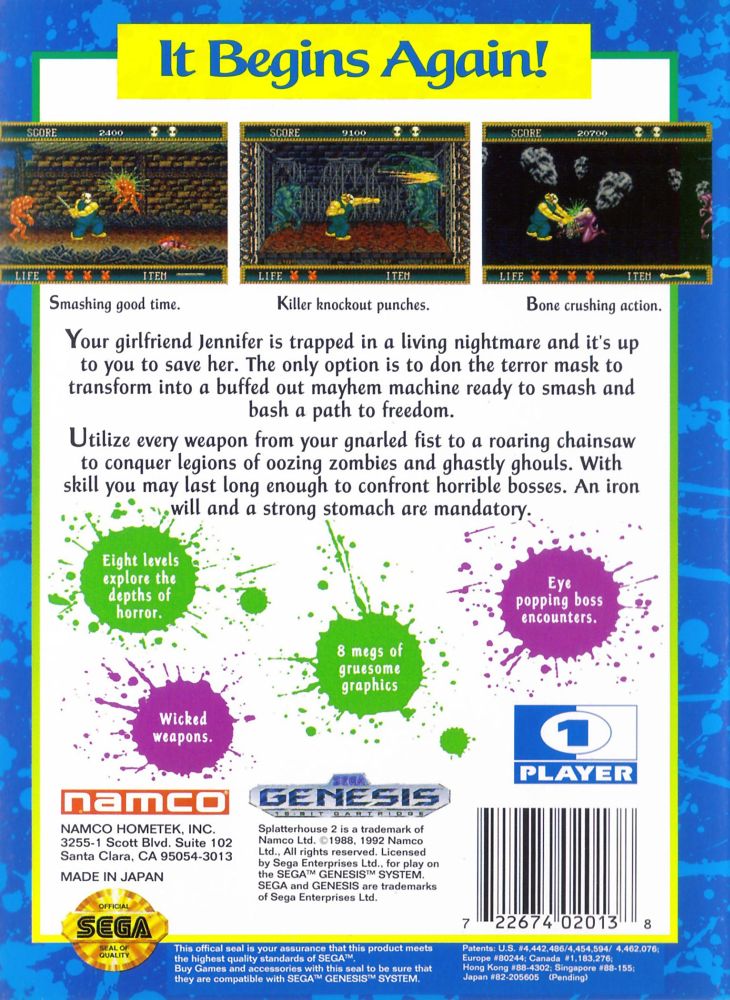 It Begins Again!
SCORE 2400
LIFE ITEM
SCORE 9100
LIFE ITEM
SCORE 20700
LIFE ITEM
Smashing good time.
Killer knockout punches.
Bone crushing action.
Your girlfriend Jennifer is trapped in a living nightmare and it's up
to you to save her. The only option is to don the terror mask to
transform into a buffed out mayhem machine ready to smash and
bash a path to freedom.
Utilize every weapon from your gnarled fist to a roaring chainsaw
to conquer legions of oozing zombies and ghastly ghouls. With
skill you may last long enough to confront horrible bosses. An iron
will and a strong stomach are mandatory.
Eight levels
explore the
depths of
horror.
8 megs of
gruesome
graphics
Eye
popping boss
encounters.
Wicked
weapons.
1
PLAYER
namco
NAMCO HOMETEK, INC.
3255-1 Scott Blvd. Suite 102
Santa Clara, CA 95054-3013
MADE IN JAPAN
SEGA
GENESIS
16-BIT CARTRIDGE
Splatterhouse 2 is a trademark of
Namco Ltd. ©1988, 1992 Namco
Ltd., All rights reserved. Licensed
by Sega Enterprises Ltd., for play on
the SEGA™ GENESIS™ SYSTEM.
SEGA and GENESIS are trademarks
of Sega Enterprises Ltd.
7 22674 02013 8
OFFICIAL
SEGA
SEAL OF
QUALITY
This offical seal is your assurance that this product meets
the highest quality standards of SEGA™.
Buy Games and accessories with this seal to be sure that
they are compatible with SEGA™ GENESIS™ SYSTEM.
Patents: U.S. #4,442,486/4,454,594/ 4,462,076;
Europe #80244; Canada #1,183,276;
Hong Kong #88-4302; Singapore #88-155;
Japan #82-205605 (Pending)